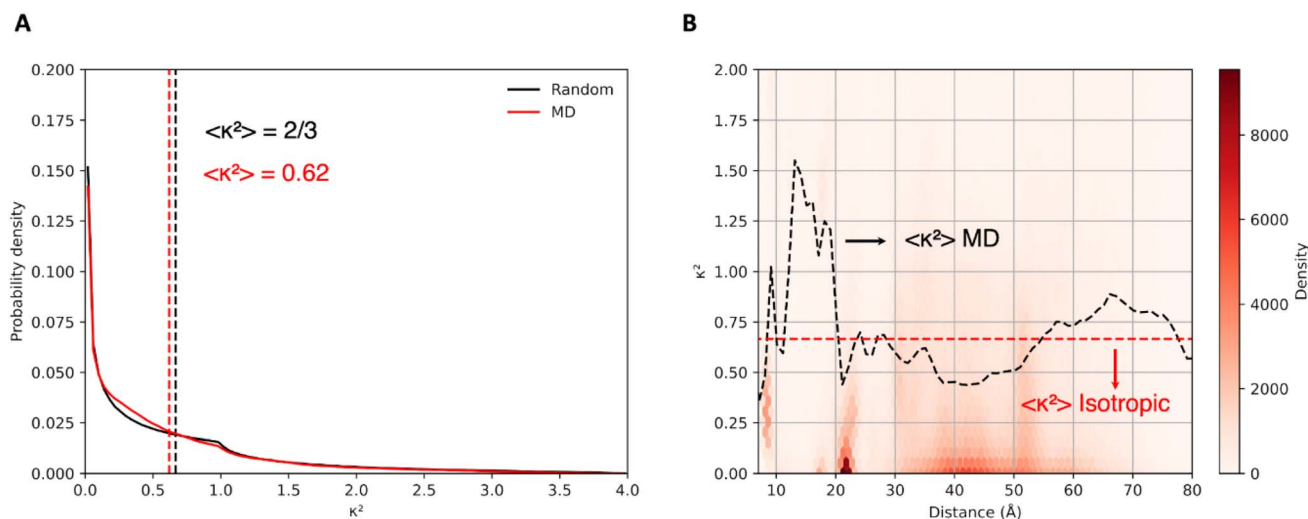 A
0.200
0.175
0.150
0.125
0.100
0.075
0.050
0.025
0.000
Probability density
0.0 0.5 1.0 1.5 2.0 2.5 3.0 3.5 4.0
κ²
Random
MD
<κ²> = 2/3
<κ²> = 0.62
B
2.00
1.75
1.50
1.25
1.00
0.75
0.50
0.25
0.00
κ²
10 20 30 40 50 60 70 80
Distance (Å)
<κ²> MD
<κ²> Isotropic
8000
6000
4000
2000
0
Density